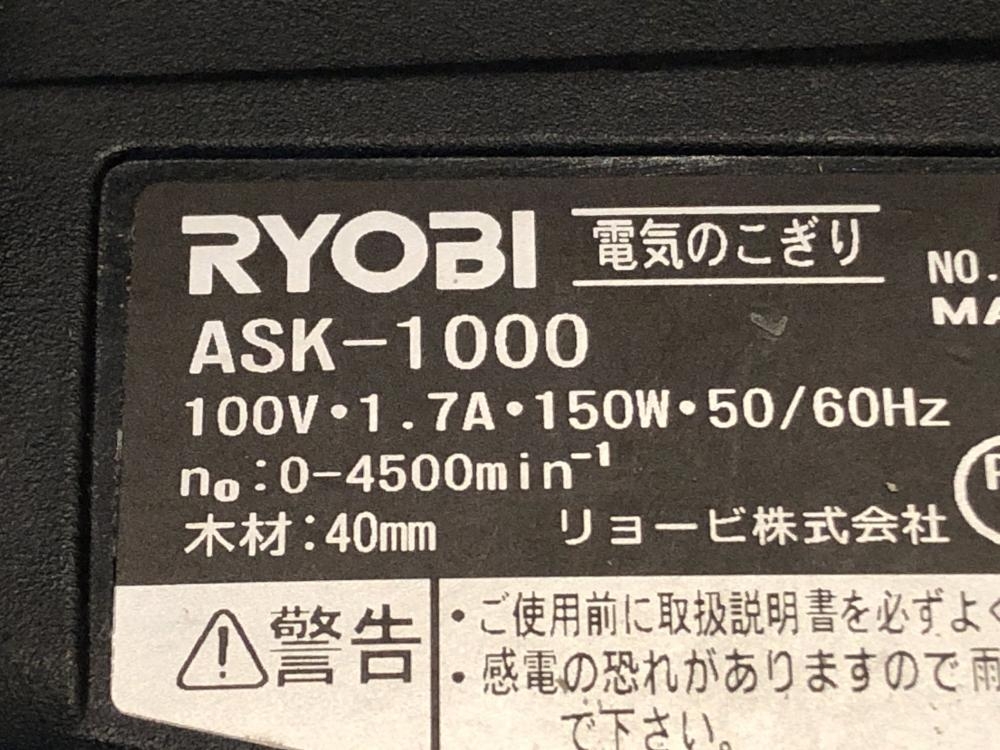 RYOBI 電気のこぎり
NO.
ASK-1000
100V・1.7A・150W・50/60Hz
n₀:0-4500min⁻¹
木材:40mm リョービ株式会社
警告
・ご使用前に取扱説明書を必ずよく
・感電の恐れがありますので雨
で下さい。